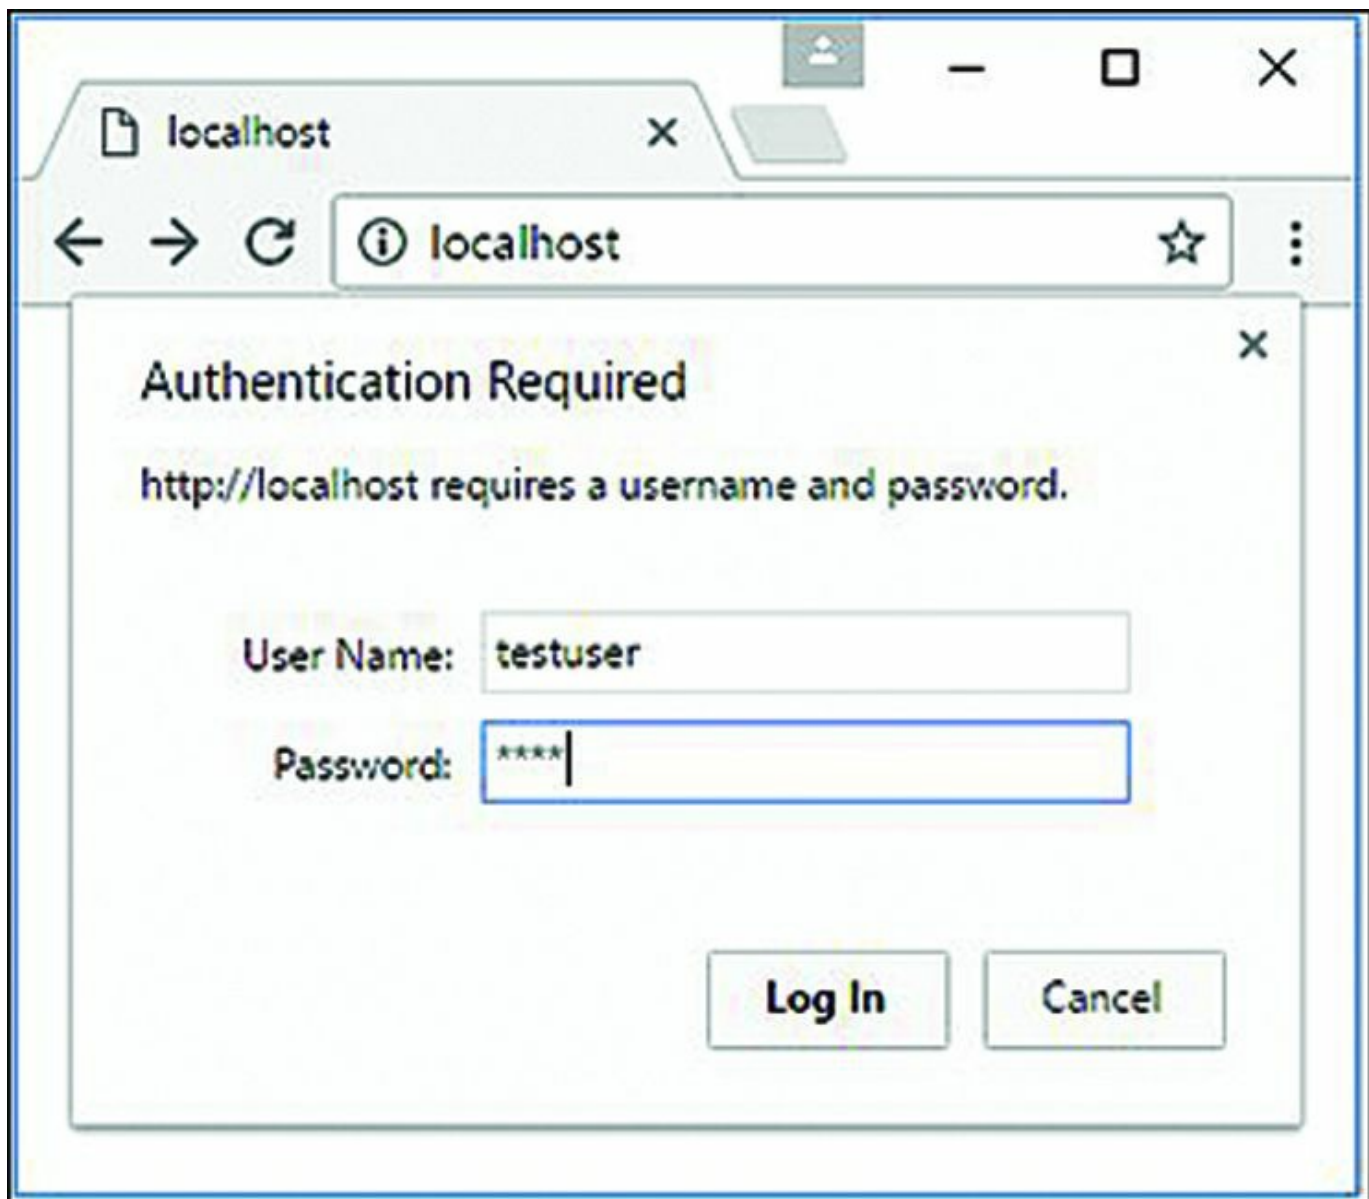 localhost
localhost
Authentication Required
http://localhost requires a username and password.
User Name: testuser
Password: ****
Log In Cancel